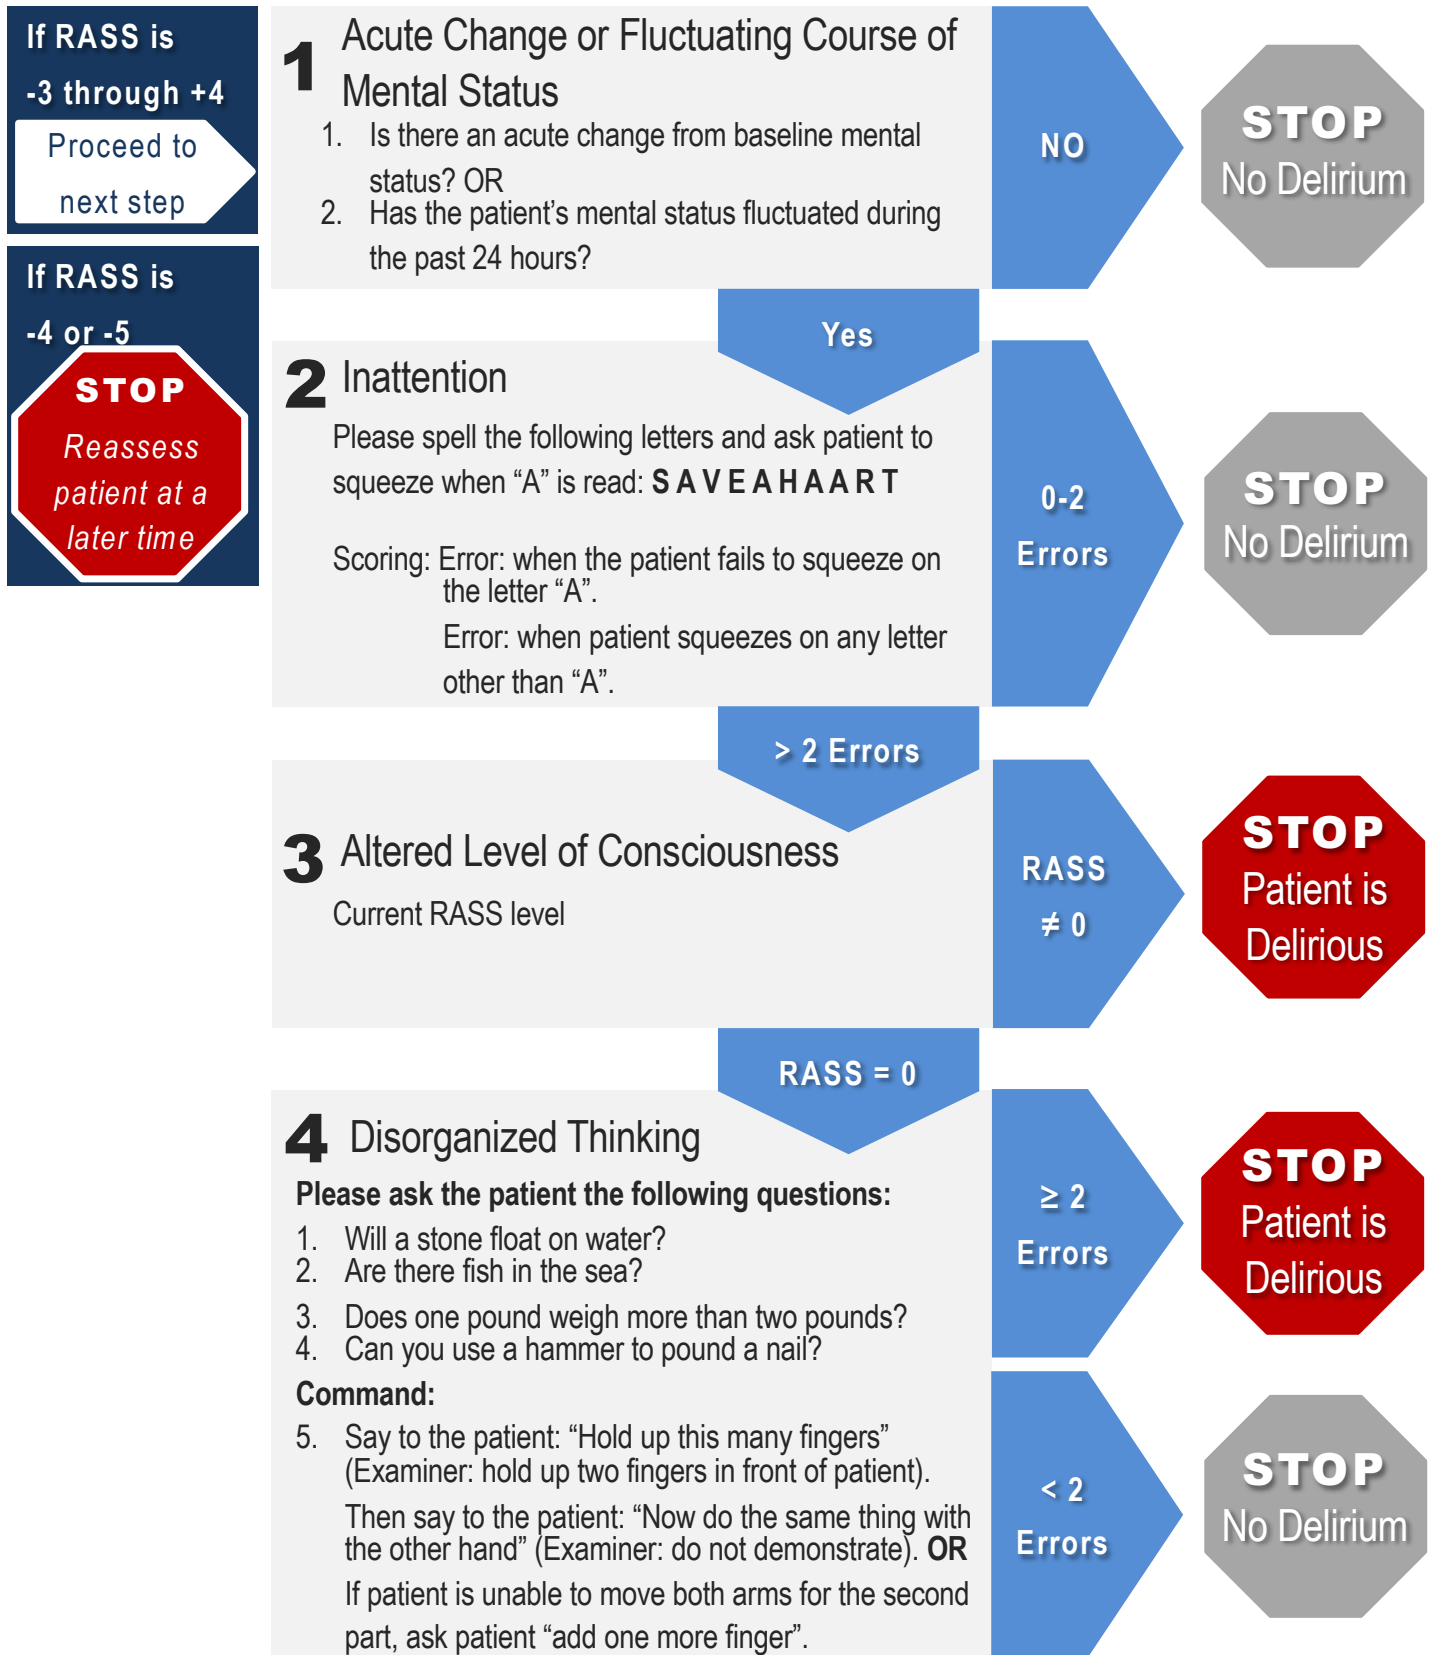 If RASS is
-3 through +4
Proceed to
next step
If RASS is
-4 or -5
STOP
Reassess
patient at a
later time
1 Acute Change or Fluctuating Course of
Mental Status
1. Is there an acute change from baseline mental
status? OR
2. Has the patient’s mental status fluctuated during
the past 24 hours?
NO
STOP
No Delirium
Yes
2 Inattention
Please spell the following letters and ask patient to
squeeze when “A” is read: S A V E A H A A R T
Scoring: Error: when the patient fails to squeeze on
the letter “A”.
Error: when patient squeezes on any letter
other than “A”.
0-2
Errors
STOP
No Delirium
> 2 Errors
3 Altered Level of Consciousness
Current RASS level
RASS
≠ 0
STOP
Patient is
Delirious
RASS = 0
4 Disorganized Thinking
Please ask the patient the following questions:
1. Will a stone float on water?
2. Are there fish in the sea?
3. Does one pound weigh more than two pounds?
4. Can you use a hammer to pound a nail?
Command:
5. Say to the patient: “Hold up this many fingers”
(Examiner: hold up two fingers in front of patient).
Then say to the patient: “Now do the same thing with
the other hand” (Examiner: do not demonstrate). OR
If patient is unable to move both arms for the second
part, ask patient “add one more finger”.
≥ 2
Errors
STOP
Patient is
Delirious
< 2
Errors
STOP
No Delirium